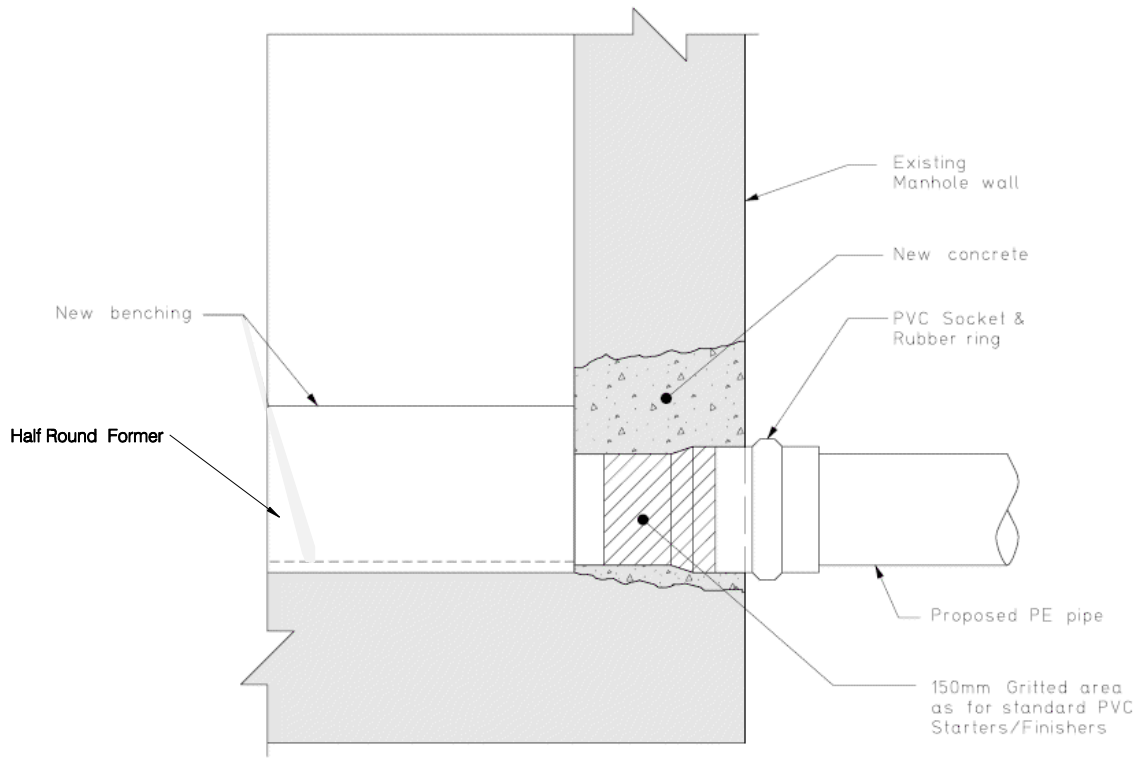 Existing
Manhole wall
New concrete
New benching
PVC Socket &
Rubber ring
Half Round Former
Proposed PE pipe
150mm Gritted area
as for standard PVC
Starters/Finishers